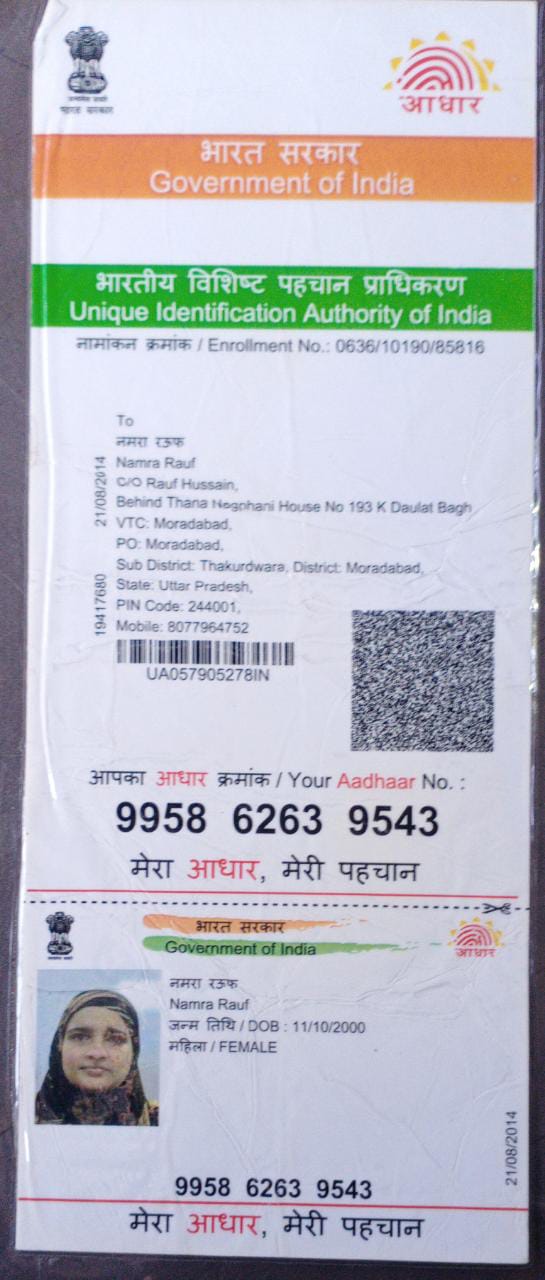 भारत सरकार
आधार
भारत सरकार
Government of India
भारतीय विशिष्ट पहचान प्राधिकरण
Unique Identification Authority of India
नामांकन क्रमांक / Enrollment No.: 0636/10190/85816
To
नमरा रऊफ
Namra Rauf
C/O Rauf Hussain,
Behind Thana House No 193 K Daulat Bagh
VTC: Moradabad,
PO: Moradabad,
Sub District: Thakurdwara, District: Moradabad,
State: Uttar Pradesh,
PIN Code: 244001,
Mobile: 8077964752
21/08/2014
19417680
UA057905278IN
आपका आधार क्रमांक / Your Aadhaar No. :
9958 6263 9543
मेरा आधार, मेरी पहचान
भारत सरकार
Government of India
आधार
नमरा रऊफ
Namra Rauf
जन्म तिथि / DOB : 11/10/2000
महिला / FEMALE
21/08/2014
9958 6263 9543
मेरा आधार, मेरी पहचान